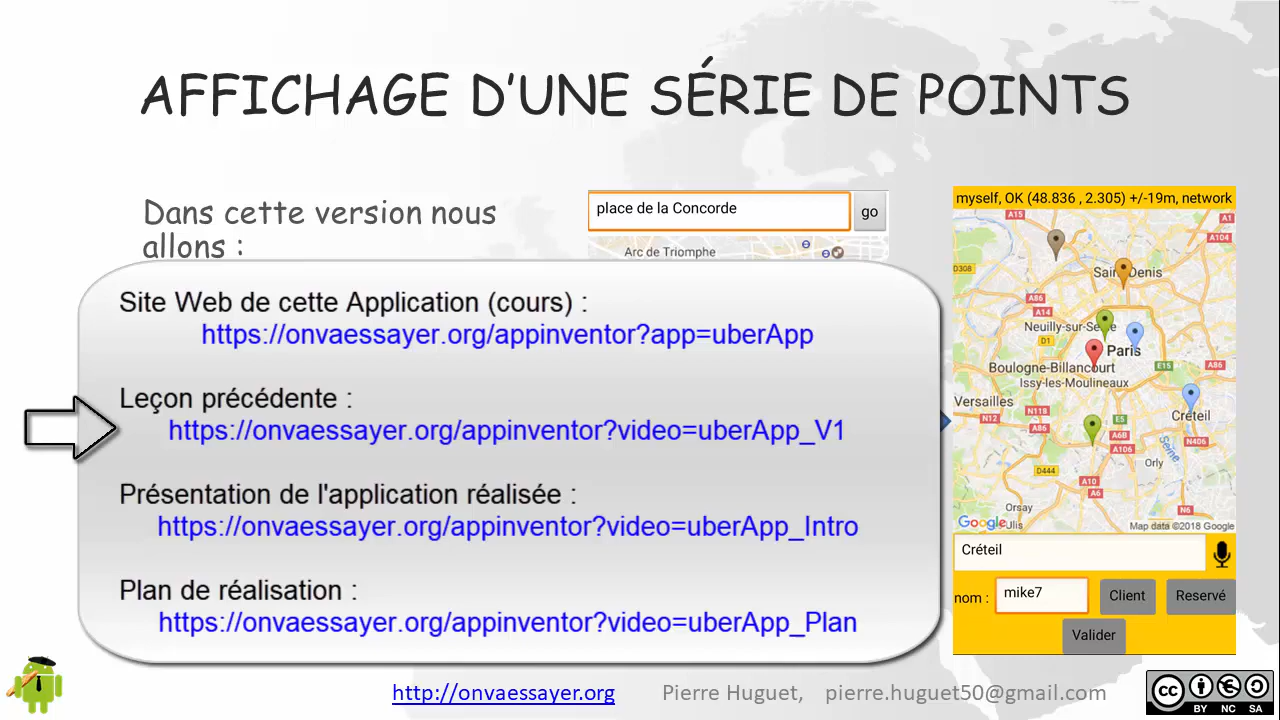 AFFICHAGE D'UNE SÉRIE DE POINTS
Dans cette version nous
allons :
place de la Concorde
go
Arc de Triomphe
Site Web de cette Application (cours) :
https://onvaessayer.org/appinventor?app=uberApp
Leçon précédente :
https://onvaessayer.org/appinventor?video=uberApp_V1
Présentation de l'application réalisée :
https://onvaessayer.org/appinventor?video=uberApp_Intro
Plan de réalisation :
https://onvaessayer.org/appinventor?video=uberApp_Plan
myself, OK (48.836 , 2.305) +/-19m, network
A15
A1
A104
D308
Saint-Denis
A86
A14
Neuilly-sur-Seine
D1
Paris
Boulogne-Billancourt
E15
A86
Issy-les-Moulineaux
Versailles
N12
N118
A86
E5
A6B
A106
Créteil
N406
Seine
D444
Orly
A10
A6
Orsay
N6
Google
Ulis
Map data ©2018 Google
Créteil
nom :
mike7
Client
Reservé
Valider
http://onvaessayer.org
Pierre Huguet,
pierre.huguet50@gmail.com
cc
BY NC SA